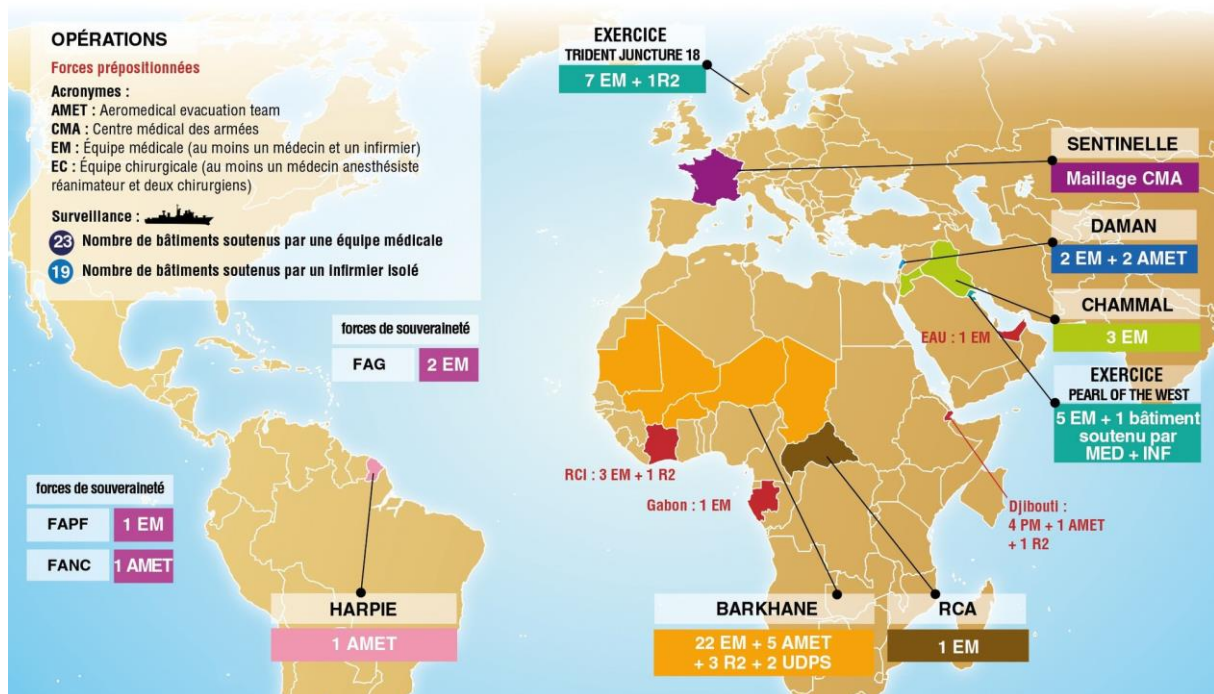 OPÉRATIONS
Forces prépositionnées
Acronymes :
AMET : Aeromedical evacuation team
CMA : Centre médical des armées
EM : Équipe médicale (au moins un médecin et un infirmier)
EC : Équipe chirurgicale (au moins un médecin anesthésiste
réanimateur et deux chirurgiens)
Surveillance :
23 Nombre de bâtiments soutenus par une équipe médicale
19 Nombre de bâtiments soutenus par un infirmier isolé
EXERCICE
TRIDENT JUNCTURE 18
7 EM + 1R2
SENTINELLE
Maillage CMA
DAMAN
2 EM + 2 AMET
CHAMMAL
3 EM
EAU : 1 EM
EXERCICE
PEARL OF THE WEST
5 EM + 1 bâtiment
soutenu par
MED + INF
forces de souveraineté
FAG 2 EM
RCI : 3 EM + 1 R2
Gabon : 1 EM
Djibouti :
4 PM + 1 AMET
+ 1 R2
forces de souveraineté
FAPF 1 EM
FANC 1 AMET
HARPIE
1 AMET
BARKHANE
22 EM + 5 AMET
+ 3 R2 + 2 UDPS
RCA
1 EM